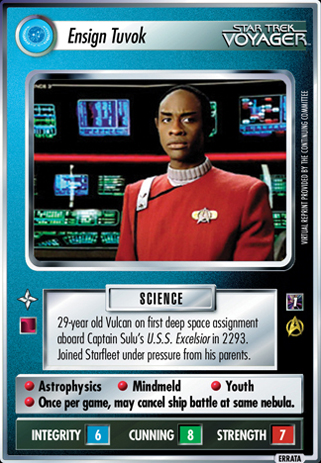 Ensign Tuvok
STAR TREK
VOYAGER
VIRTUAL REPRINT PROVIDED BY THE CONTINUING COMMITTEE
SCIENCE
29-year old Vulcan on first deep space assignment
aboard Captain Sulu's U.S.S. Excelsior in 2293.
Joined Starfleet under pressure from his parents.
Astrophysics Mindmeld Youth
Once per game, may cancel ship battle at same nebula.
INTEGRITY 6 CUNNING 8 STRENGTH 7
ERRATA